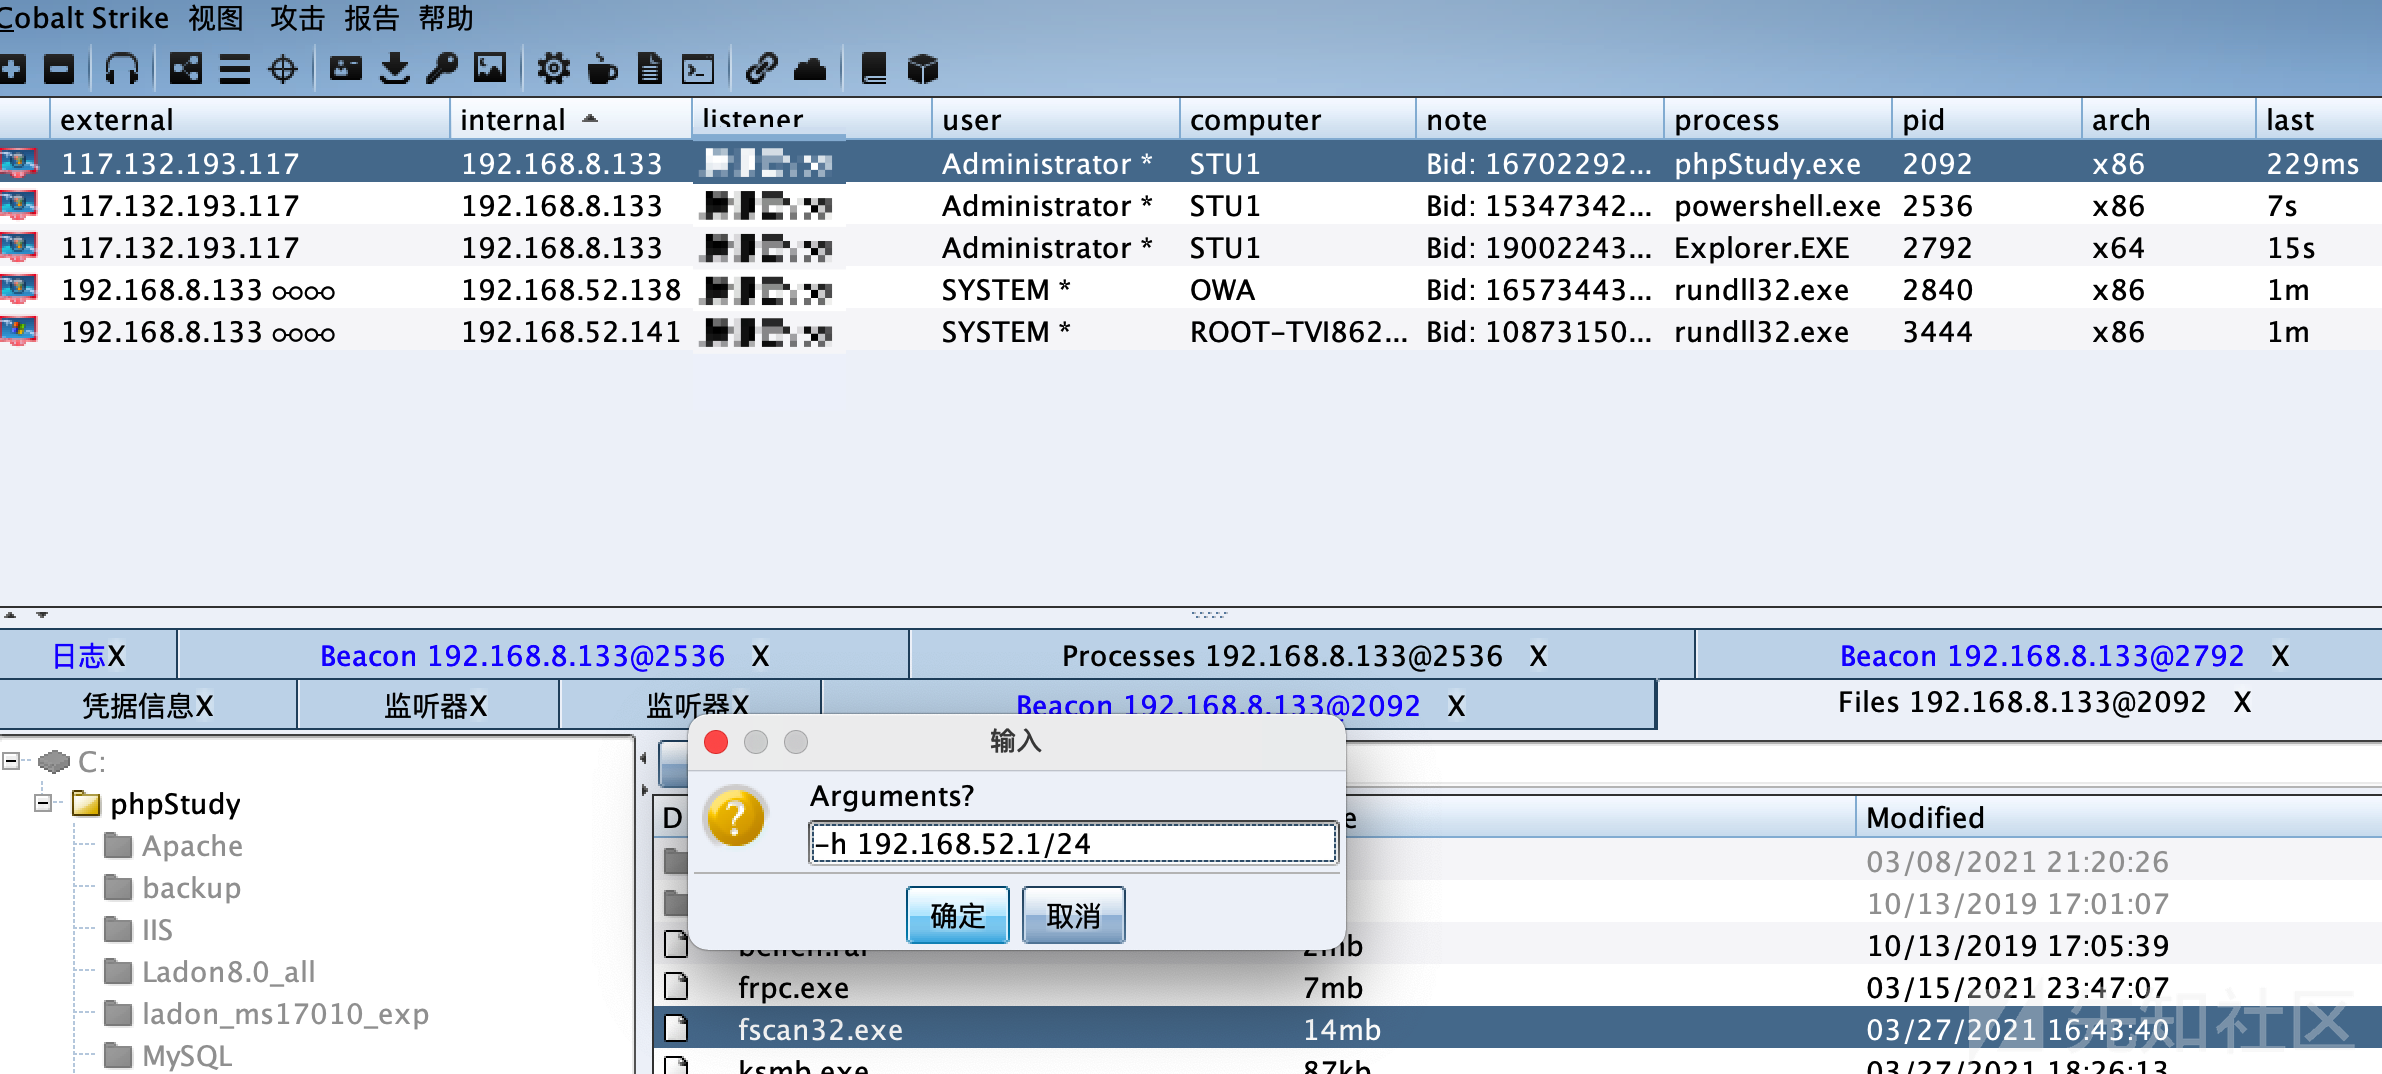 Cobalt Strike 视图 攻击 报告 帮助
external internal listener user computer note process pid arch last
117.132.193.117 192.168.8.133 Administrator * STU1 Bid: 16702292... phpStudy.exe 2092 x86 229ms
117.132.193.117 192.168.8.133 Administrator * STU1 Bid: 15347342... powershell.exe 2536 x86 7s
117.132.193.117 192.168.8.133 Administrator * STU1 Bid: 19002243... Explorer.EXE 2792 x64 15s
192.168.8.133 oooo 192.168.52.138 SYSTEM * OWA Bid: 16573443... rundll32.exe 2840 x86 1m
192.168.8.133 oooo 192.168.52.141 SYSTEM * ROOT-TVI862... Bid: 10873150... rundll32.exe 3444 x86 1m
日志X Beacon 192.168.8.133@2536 X Processes 192.168.8.133@2536 X Beacon 192.168.8.133@2792 X
凭据信息X 监听器X 监听器X Beacon 192.168.8.133@2092 X Files 192.168.8.133@2092 X
输入
C:
phpStudy
Apache
backup
IIS
Ladon8.0_all
ladon_ms17010_exp
MySQL
Arguments?
-h 192.168.52.1/24
确定 取消
D e Modified
03/08/2021 21:20:26
10/13/2019 17:01:07
2mb 10/13/2019 17:05:39
frpc.exe 7mb 03/15/2021 23:47:07
fscan32.exe 14mb 03/27/2021 16:43:40
ksmb.exe 87kb 03/27/2021 18:26:13
先知社区